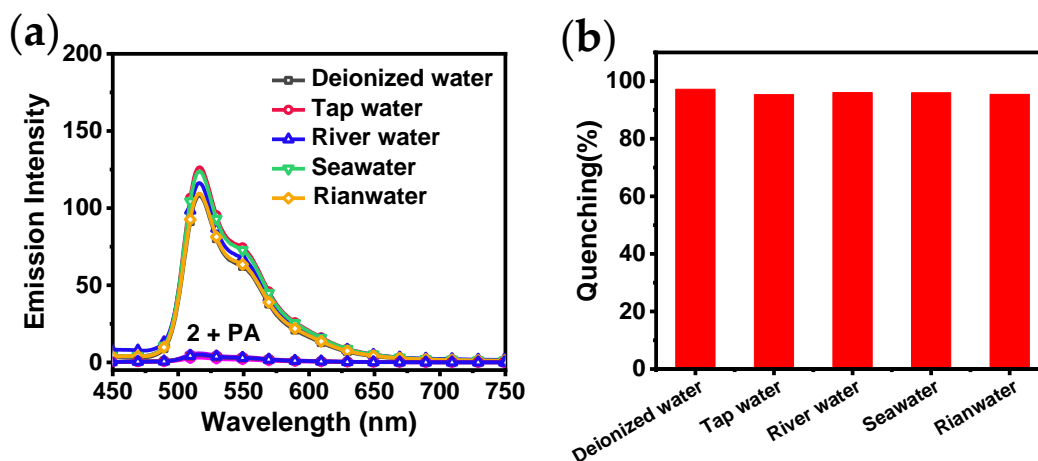 (a)
200
150
100
50
0
Emission Intensity
Deionized water
Tap water
River water
Seawater
Rianwater
2 + PA
450 500 550 600 650 700 750
Wavelength (nm)
(b)
100
80
60
40
20
0
Quenching(%)
Deionized water
Tap water
River water
Seawater
Rianwater